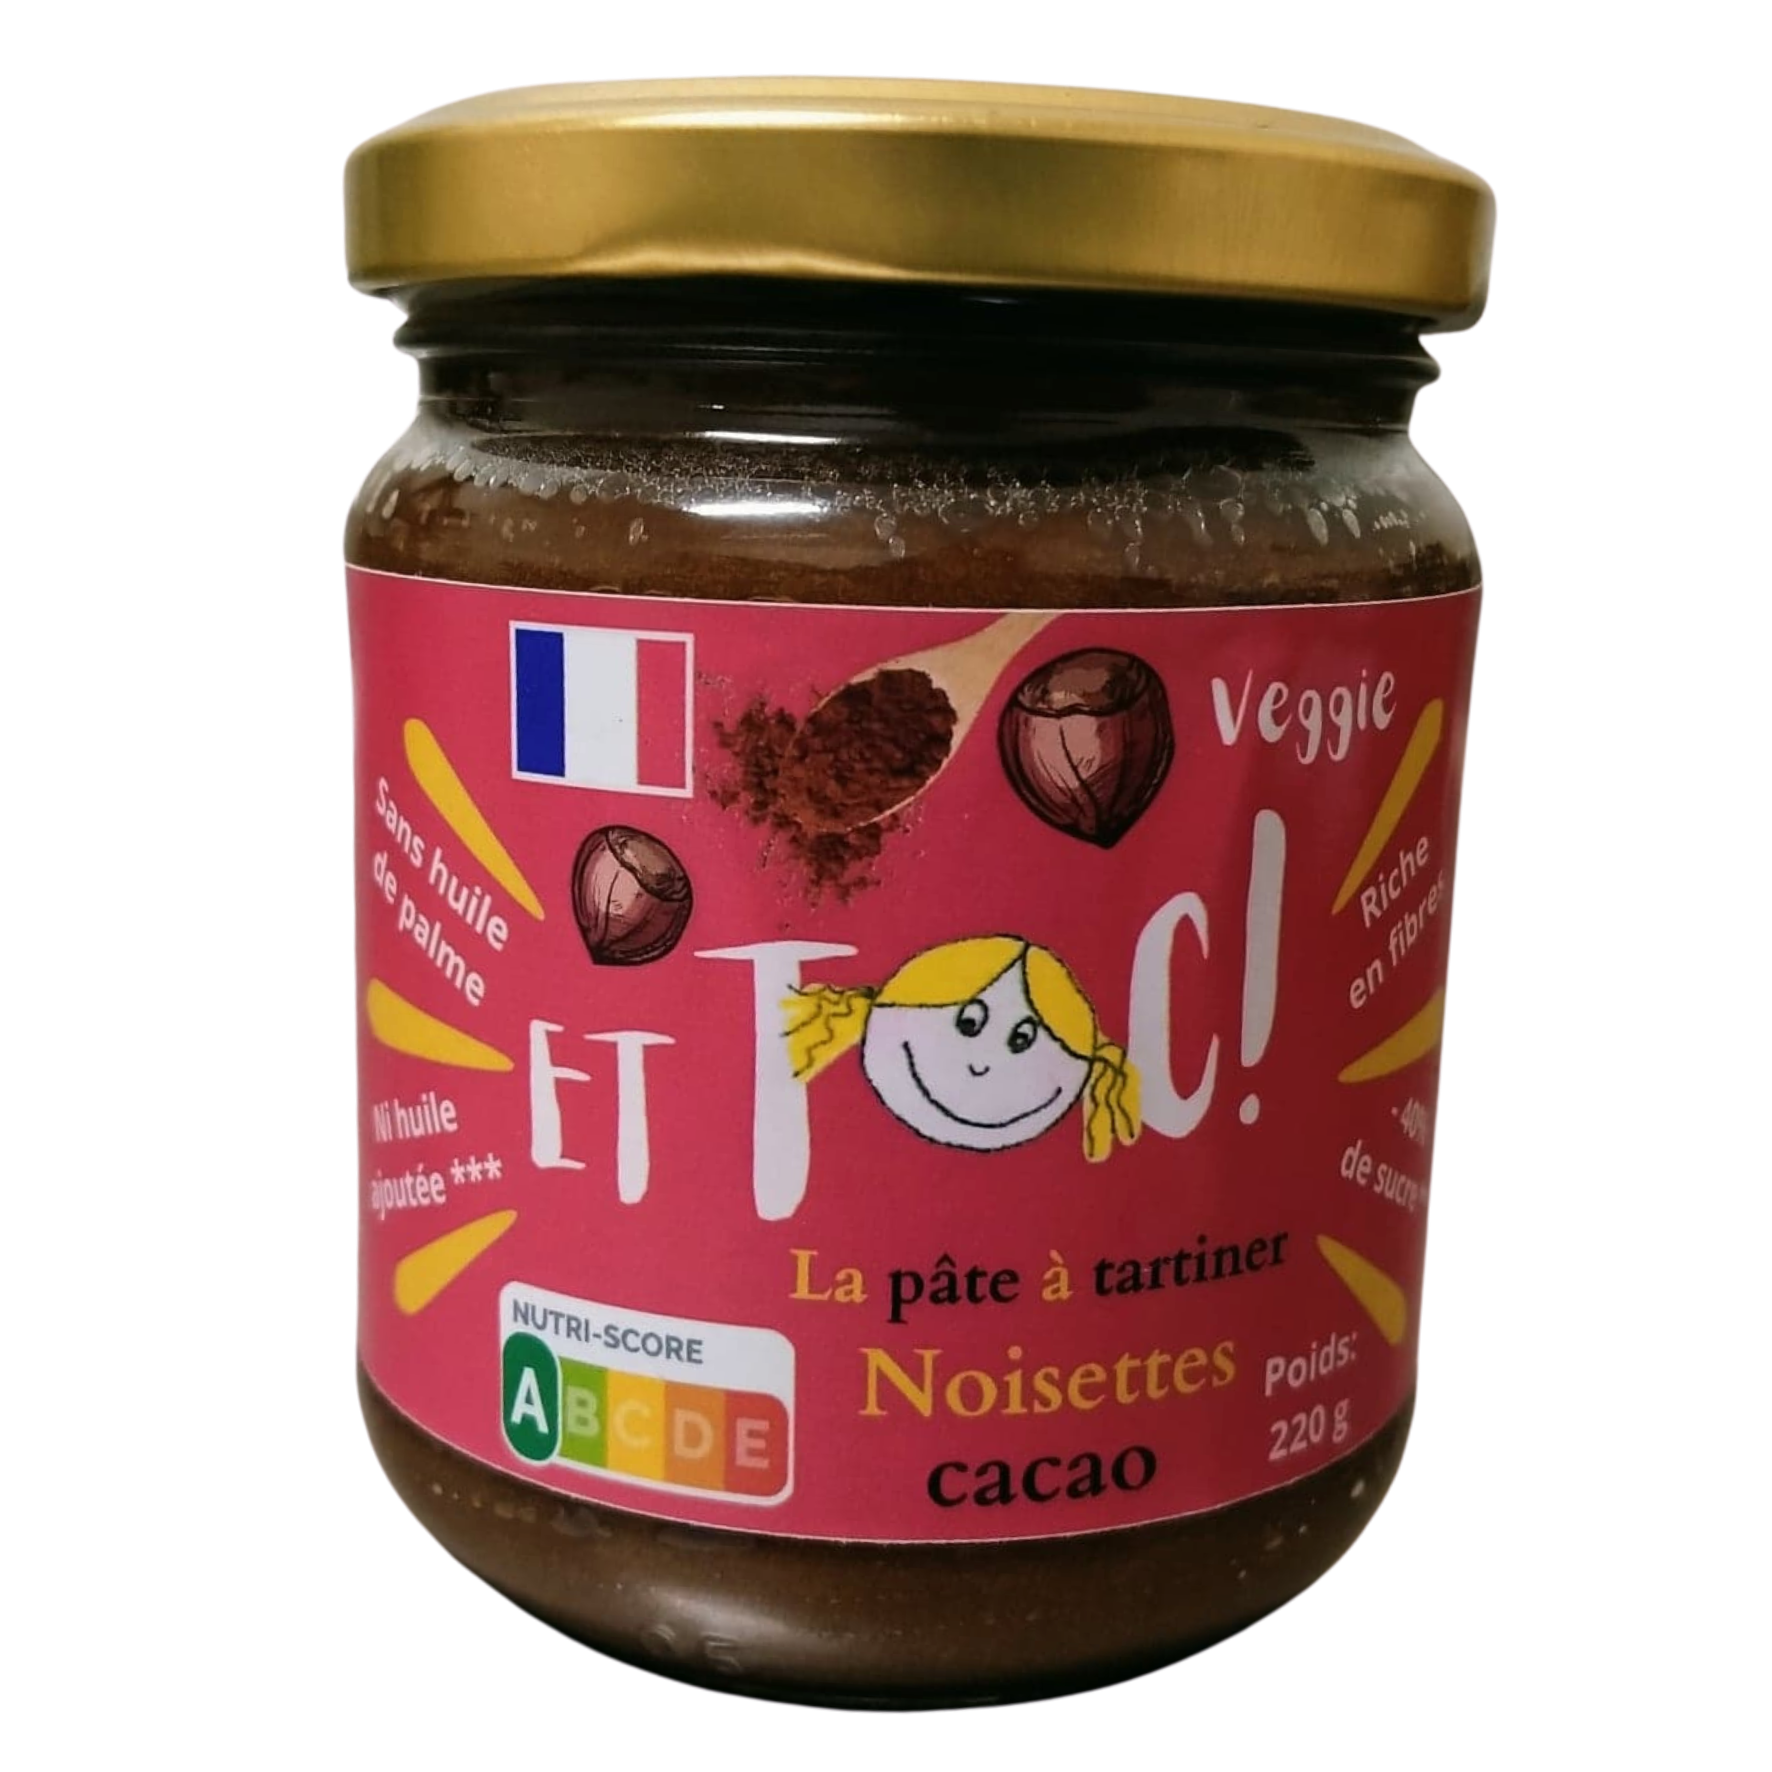 Veggie
Sans huile
de palme
Riche
en fibres
ET TOC!
Ni huile
ajoutée ***
- 40%
de sucre
La pâte à tartiner
Noisettes
cacao
Poids:
220 g
NUTRI-SCORE
A B C D E